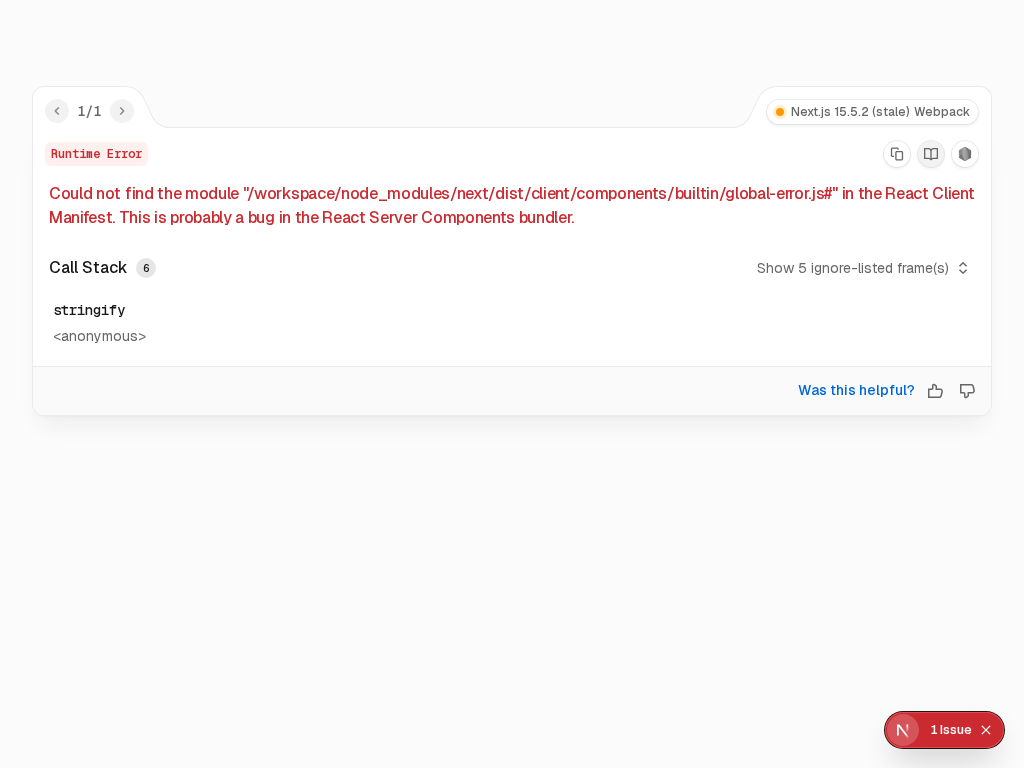 1/1
Next.js 15.5.2 (stale) Webpack
Runtime Error
Could not find the module "/workspace/node_modules/next/dist/client/components/builtin/global-error.js#" in the React Client
Manifest. This is probably a bug in the React Server Components bundler.
Call Stack 6
Show 5 ignore-listed frame(s)
stringify
<anonymous>
Was this helpful?
1 Issue